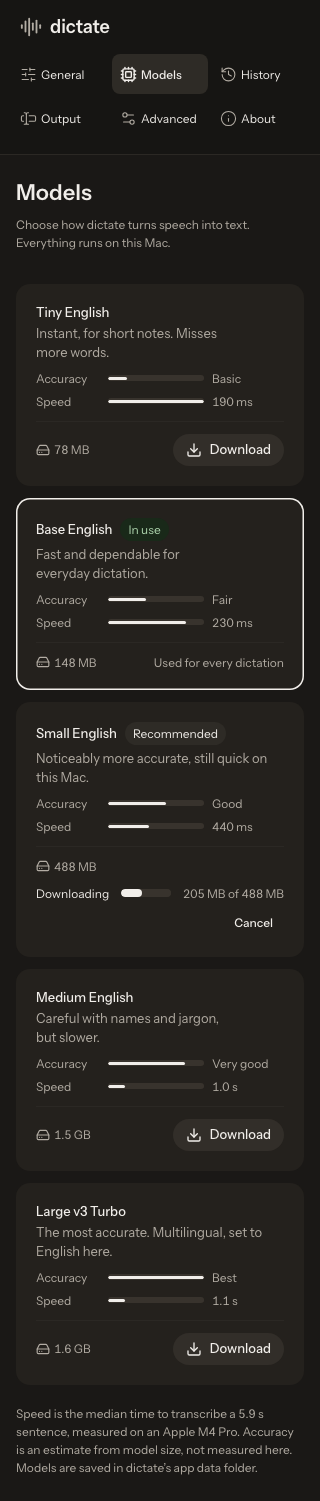 dictate
General
Models
History
Output
Advanced
About
Models
Choose how dictate turns speech into text.
Everything runs on this Mac.
Tiny English
Instant, for short notes. Misses
more words.
Accuracy Basic
Speed 190 ms
78 MB Download
Base English In use
Fast and dependable for
everyday dictation.
Accuracy Fair
Speed 230 ms
148 MB Used for every dictation
Small English Recommended
Noticeably more accurate, still quick on
this Mac.
Accuracy Good
Speed 440 ms
488 MB
Downloading 205 MB of 488 MB
Cancel
Medium English
Careful with names and jargon,
but slower.
Accuracy Very good
Speed 1.0 s
1.5 GB Download
Large v3 Turbo
The most accurate. Multilingual, set to
English here.
Accuracy Best
Speed 1.1 s
1.6 GB Download
Speed is the median time to transcribe a 5.9 s
sentence, measured on an Apple M4 Pro. Accuracy
is an estimate from model size, not measured here.
Models are saved in dictate's app data folder.